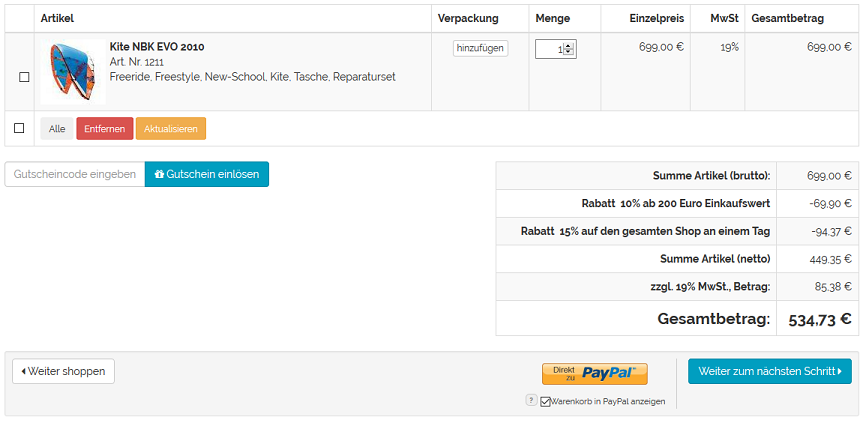 Artikel Verpackung Menge Einzelpreis MwSt Gesamtbetrag
Kite NBK EVO 2010 hinzufügen 1 699,00 € 19% 699,00 €
Art. Nr. 1211
Freeride, Freestyle, New-School, Kite, Tasche, Reparaturset
Alle Entfernen Aktualisieren
Gutscheincode eingeben Gutschein einlösen
Summe Artikel (brutto): 699,00 €
Rabatt 10% ab 200 Euro Einkaufswert -69,90 €
Rabatt 15% auf den gesamten Shop an einem Tag -94,37 €
Summe Artikel (netto) 449,35 €
zzgl. 19% MwSt., Betrag: 85,38 €
Gesamtbetrag: 534,73 €
Weiter shoppen
Direkt zu PayPal™
Weiter zum nächsten Schritt
? Warenkorb in PayPal anzeigen